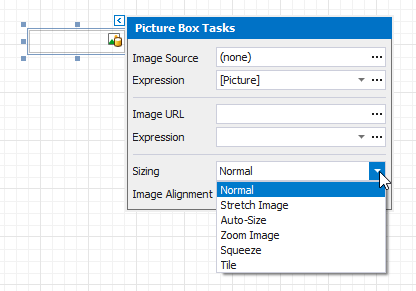 Picture Box Tasks
Image Source (none) ...
Expression [Picture] ...
Image URL ...
Expression ...
Sizing Normal
Image Alignment
Normal
Stretch Image
Auto-Size
Zoom Image
Squeeze
Tile